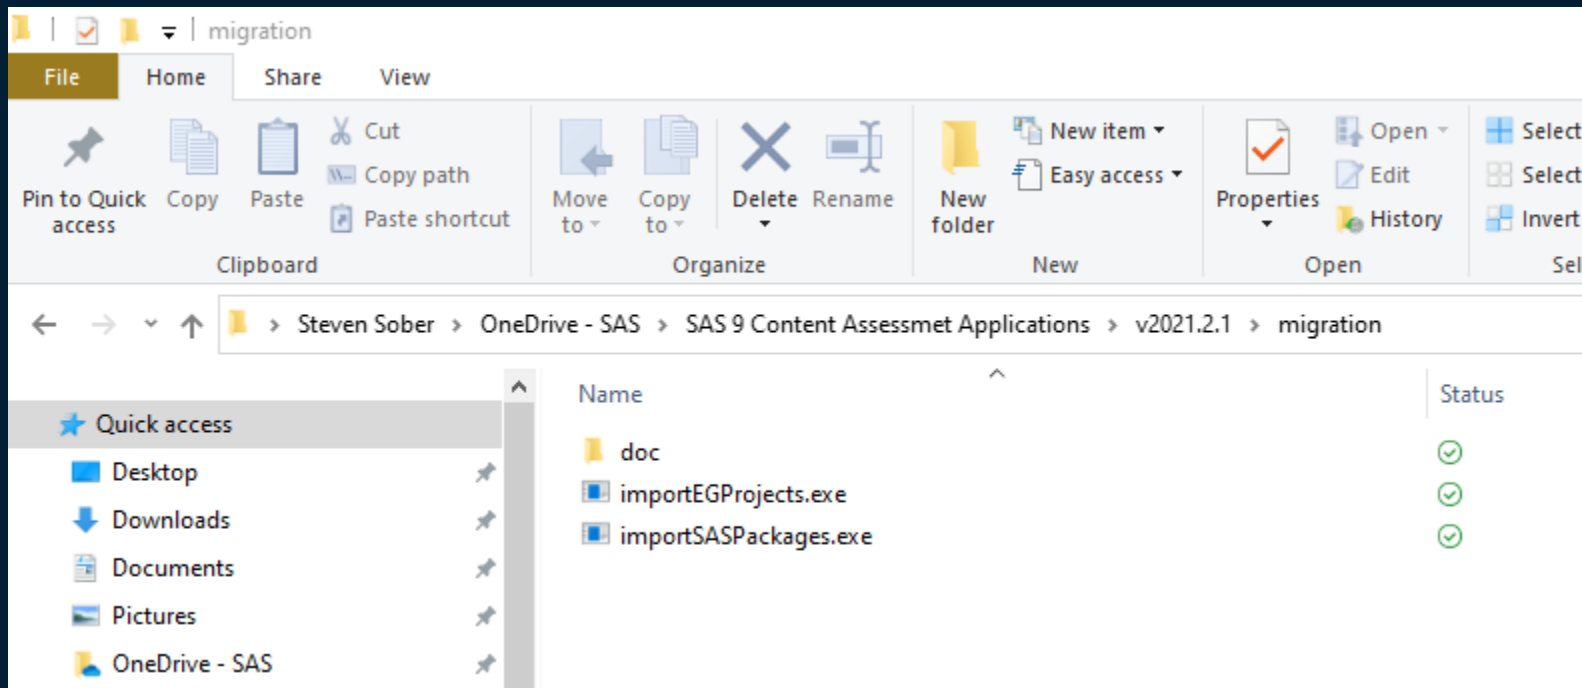 migration
File Home Share View
Pin to Quick access
Copy
Paste
Cut
Copy path
Paste shortcut
Clipboard
Move to
Copy to
Delete
Rename
Organize
New folder
New item
Easy access
New
Properties
Open
Edit
History
Open
Select
Select
Invert
Sel
Steven Sober > OneDrive - SAS > SAS 9 Content Assessmet Applications > v2021.2.1 > migration
Name Status
Quick access
Desktop
Downloads
Documents
Pictures
OneDrive - SAS
doc
importEGProjects.exe
importSASPackages.exe